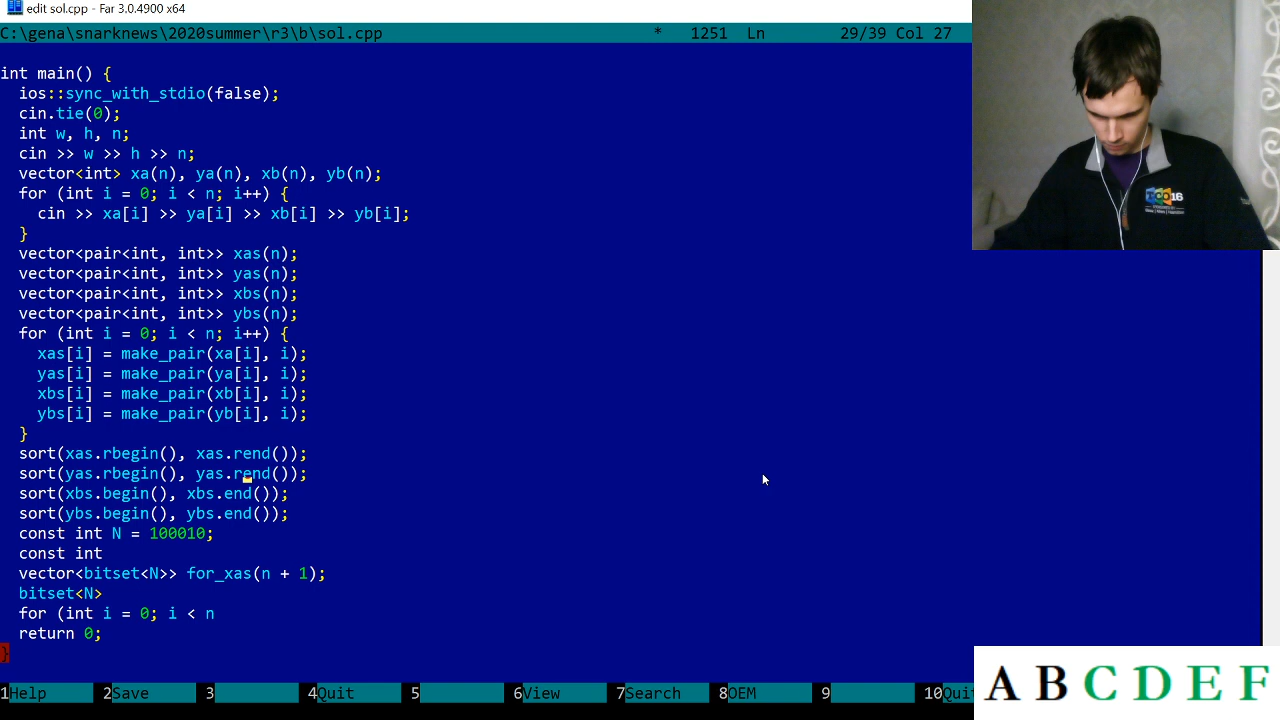 edit sol.cpp - Far 3.0.4900 x64
C:\gena\snarknews\2020summer\r3\b\sol.cpp * 1251 Ln 29/39 Col 27
int main() {
  ios::sync_with_stdio(false);
  cin.tie(0);
  int w, h, n;
  cin >> w >> h >> n;
  vector<int> xa(n), ya(n), xb(n), yb(n);
  for (int i = 0; i < n; i++) {
    cin >> xa[i] >> ya[i] >> xb[i] >> yb[i];
  }
  vector<pair<int, int>> xas(n);
  vector<pair<int, int>> yas(n);
  vector<pair<int, int>> xbs(n);
  vector<pair<int, int>> ybs(n);
  for (int i = 0; i < n; i++) {
    xas[i] = make_pair(xa[i], i);
    yas[i] = make_pair(ya[i], i);
    xbs[i] = make_pair(xb[i], i);
    ybs[i] = make_pair(yb[i], i);
  }
  sort(xas.rbegin(), xas.rend());
  sort(yas.rbegin(), yas.rend());
  sort(xbs.begin(), xbs.end());
  sort(ybs.begin(), ybs.end());
  const int N = 100010;
  const int
  vector<bitset<N>> for_xas(n + 1);
  bitset<N>
  for (int i = 0; i < n
  return 0;
}
1Help 2Save 3 4Quit 5 6View 7Search 8OEM 9 10Quit
TCO16
A B C D E F